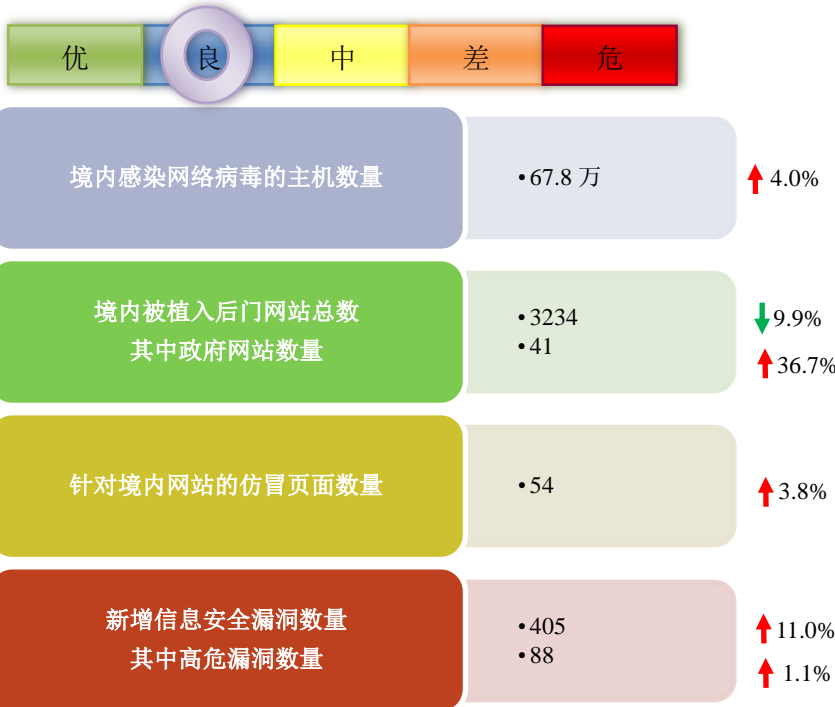 优 良 中 差 危
境内感染网络病毒的主机数量 •67.8 万 4.0%
境内被植入后门网站总数 •3234 9.9%
其中政府网站数量 •41 36.7%
针对境内网站的仿冒页面数量 •54 3.8%
新增信息安全漏洞数量 •405 11.0%
其中高危漏洞数量 •88 1.1%